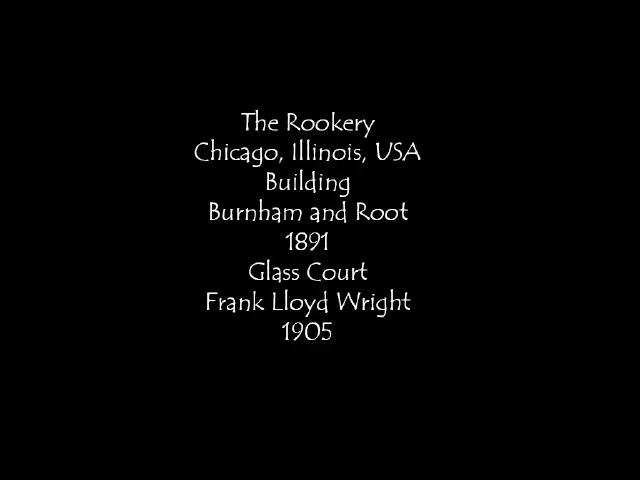 The Rookery
Chicago, Illinois, USA
Building
Burnham and Root
1891
Glass Court
Frank Lloyd Wright
1905